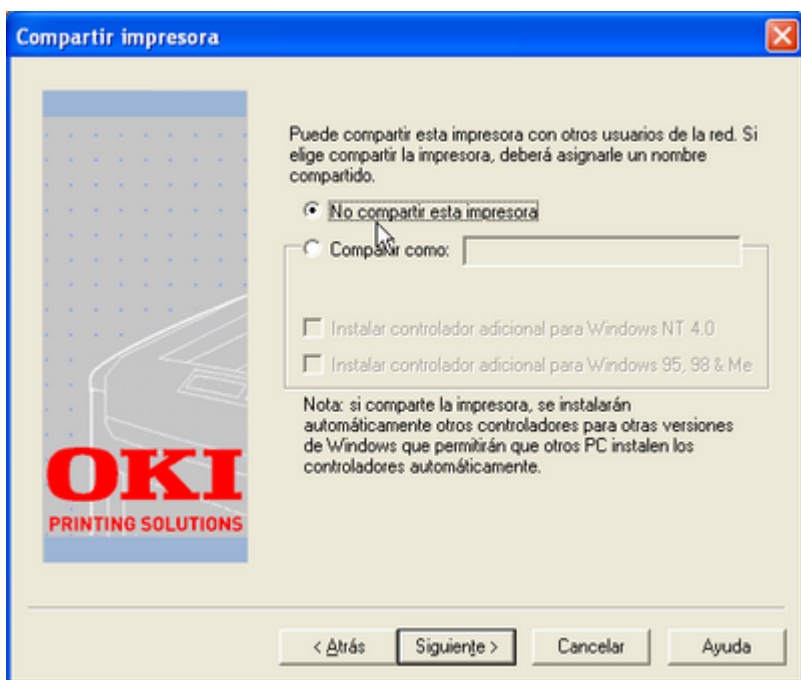 Compartir impresora
Puede compartir esta impresora con otros usuarios de la red. Si
elige compartir la impresora, deberá asignarle un nombre
compartido.
No compartir esta impresora
Compartir como:
Instalar controlador adicional para Windows NT 4.0
Instalar controlador adicional para Windows 95, 98 & Me
Nota: si comparte la impresora, se instalarán
automáticamente otros controladores para otras versiones
de Windows que permitirán que otros PC instalen los
controladores automáticamente.
OKI
PRINTING SOLUTIONS
< Atrás
Siguiente >
Cancelar
Ayuda